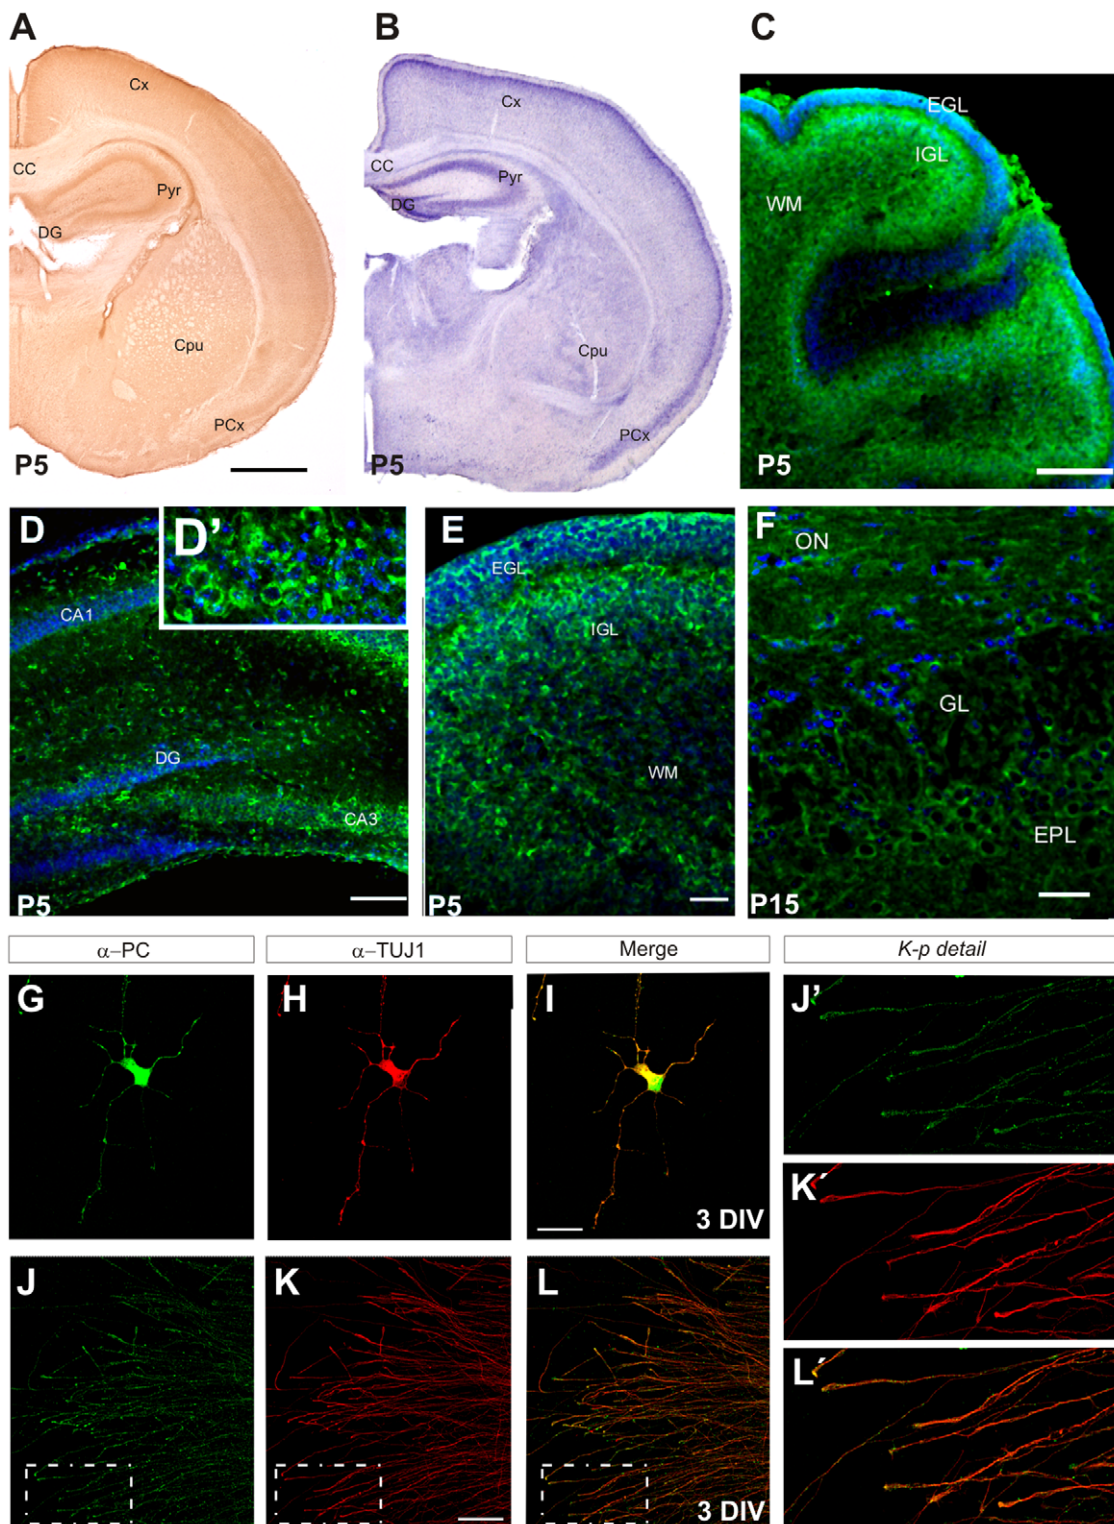 A
B
C
Cx
CC
Pyr
DG
Cpu
PCx
P5
Cx
CC
Pyr
DG
Cpu
PCx
P5
EGL
IGL
WM
P5
D
D'
CA1
DG
CA3
P5
E
EGL
IGL
WM
P5
F
ON
GL
EPL
P15
α–PC
α–TUJ1
Merge
K-p detail
G
H
I
3 DIV
J'
K´
J
K
L
3 DIV
L´